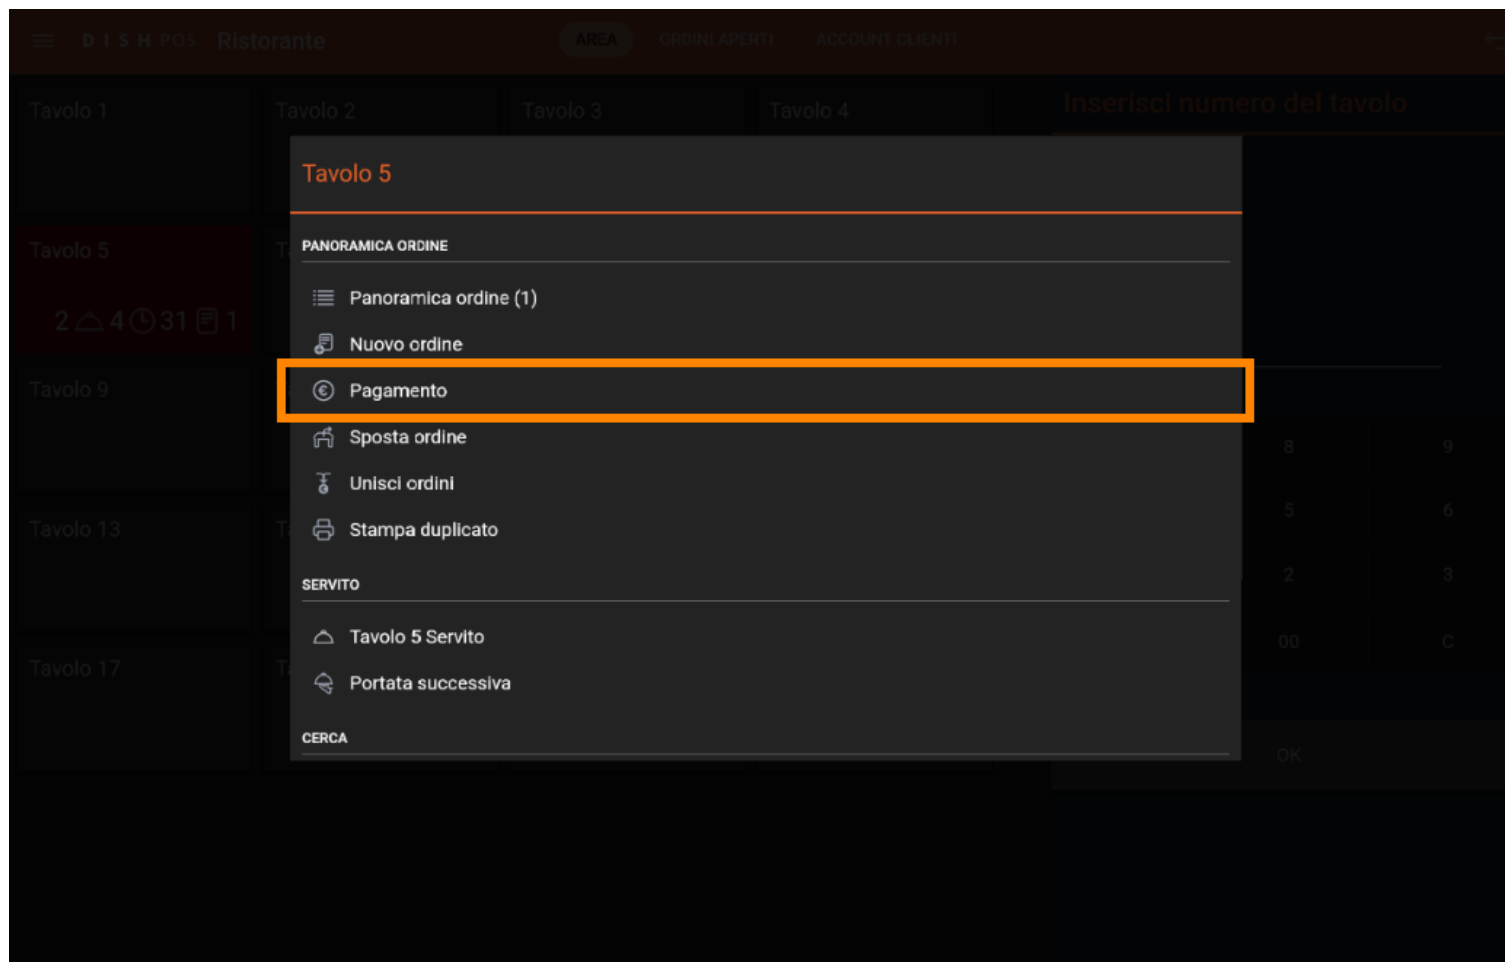 DISH POS Ristorante AREA ORDINI APERTI ACCOUNT CLIENTI
Tavolo 1 Tavolo 2 Tavolo 3 Tavolo 4 Inserisci numero del tavolo
Tavolo 5
PANORAMICA ORDINE
Tavolo 5
Panoramica ordine (1)
2 4 31 1
Nuovo ordine
Tavolo 9
Pagamento
Sposta ordine
8 9
Unisci ordini
5 6
Tavolo 13
Stampa duplicato
2 3
SERVITO
Tavolo 5 Servito
00 C
Tavolo 17
Portata successiva
CERCA
OK